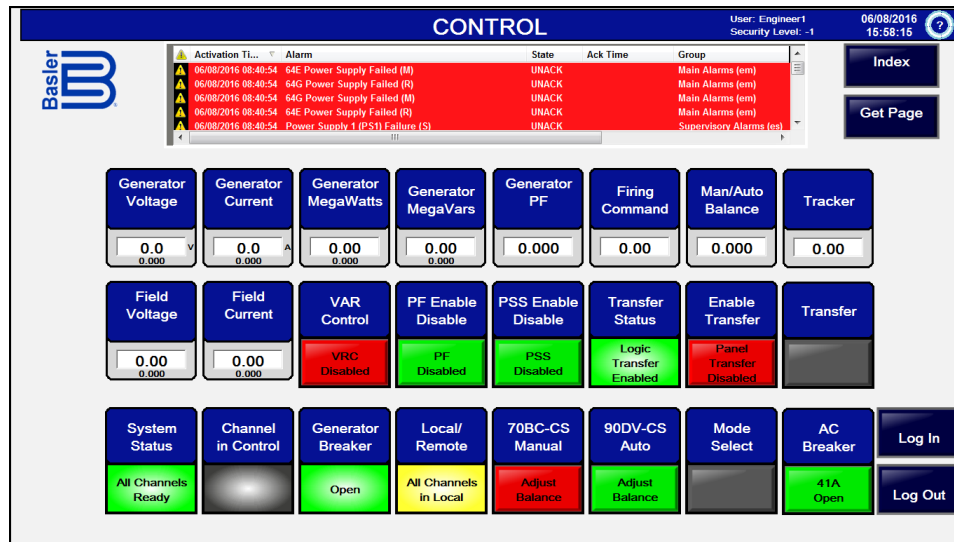 CONTROL
User: Engineer1
Security Level: -1
06/08/2016
15:58:15
?
Basler
Activation Ti... Alarm State Ack Time Group
06/08/2016 08:40:54 64E Power Supply Failed (M) UNACK Main Alarms (em)
06/08/2016 08:40:54 64G Power Supply Failed (R) UNACK Main Alarms (em)
06/08/2016 08:40:54 64G Power Supply Failed (M) UNACK Main Alarms (em)
06/08/2016 08:40:54 64E Power Supply Failed (R) UNACK Main Alarms (em)
06/08/2016 08:40:54 Power Supply 1 (PS1) Failure (S) UNACK Supervisory Alarms (es)
Index
Get Page
Generator Voltage
Generator Current
Generator MegaWatts
Generator MegaVars
Generator PF
Firing Command
Man/Auto Balance
Tracker
0.0 V
0.0 A
0.00
0.00
0.000
0.00
0.000
0.00
0.000
0.000
0.000
0.000
Field Voltage
Field Current
VAR Control
PF Enable Disable
PSS Enable Disable
Transfer Status
Enable Transfer
Transfer
0.00
0.00
VRC Disabled
PF Disabled
PSS Disabled
Logic Transfer Enabled
Panel Transfer Disabled
0.000
0.000
System Status
Channel in Control
Generator Breaker
Local/ Remote
70BC-CS Manual
90DV-CS Auto
Mode Select
AC Breaker
Log In
All Channels Ready
Open
All Channels in Local
Adjust Balance
Adjust Balance
41A Open
Log Out